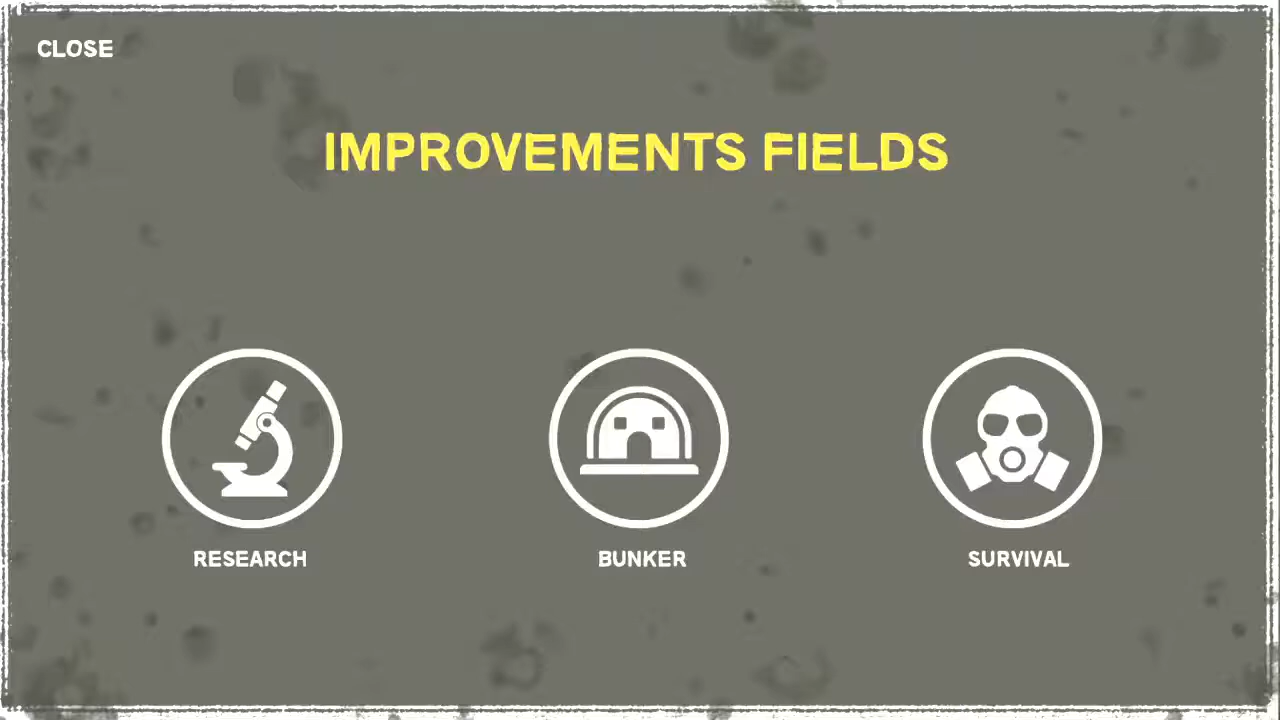 CLOSE
IMPROVEMENTS FIELDS
RESEARCH
BUNKER
SURVIVAL